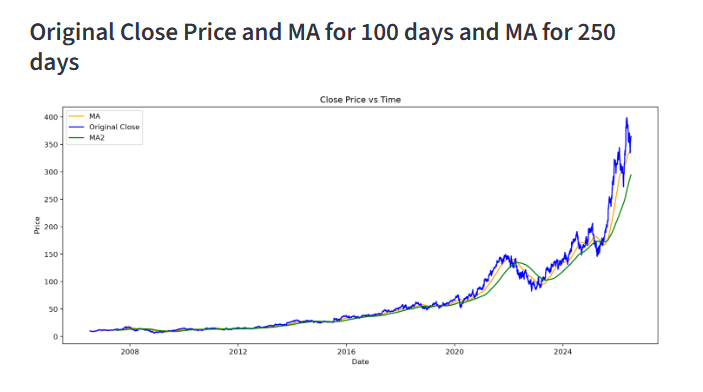 Original Close Price and MA for 100 days and MA for 250
days
Close Price vs Time
MA
Original Close
MA2
400
350
300
250
200
150
100
50
0
Price
2008
2012
2016
2020
2024
Date